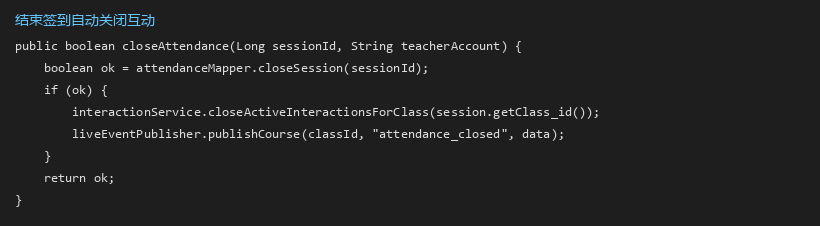 结束签到自动关闭互动
public boolean closeAttendance(Long sessionId, String teacherAccount) {
    boolean ok = attendanceMapper.closeSession(sessionId);
    if (ok) {
        interactionService.closeActiveInteractionsForClass(session.getClass_id());
        liveEventPublisher.publishCourse(classId, "attendance_closed", data);
    }
    return ok;
}